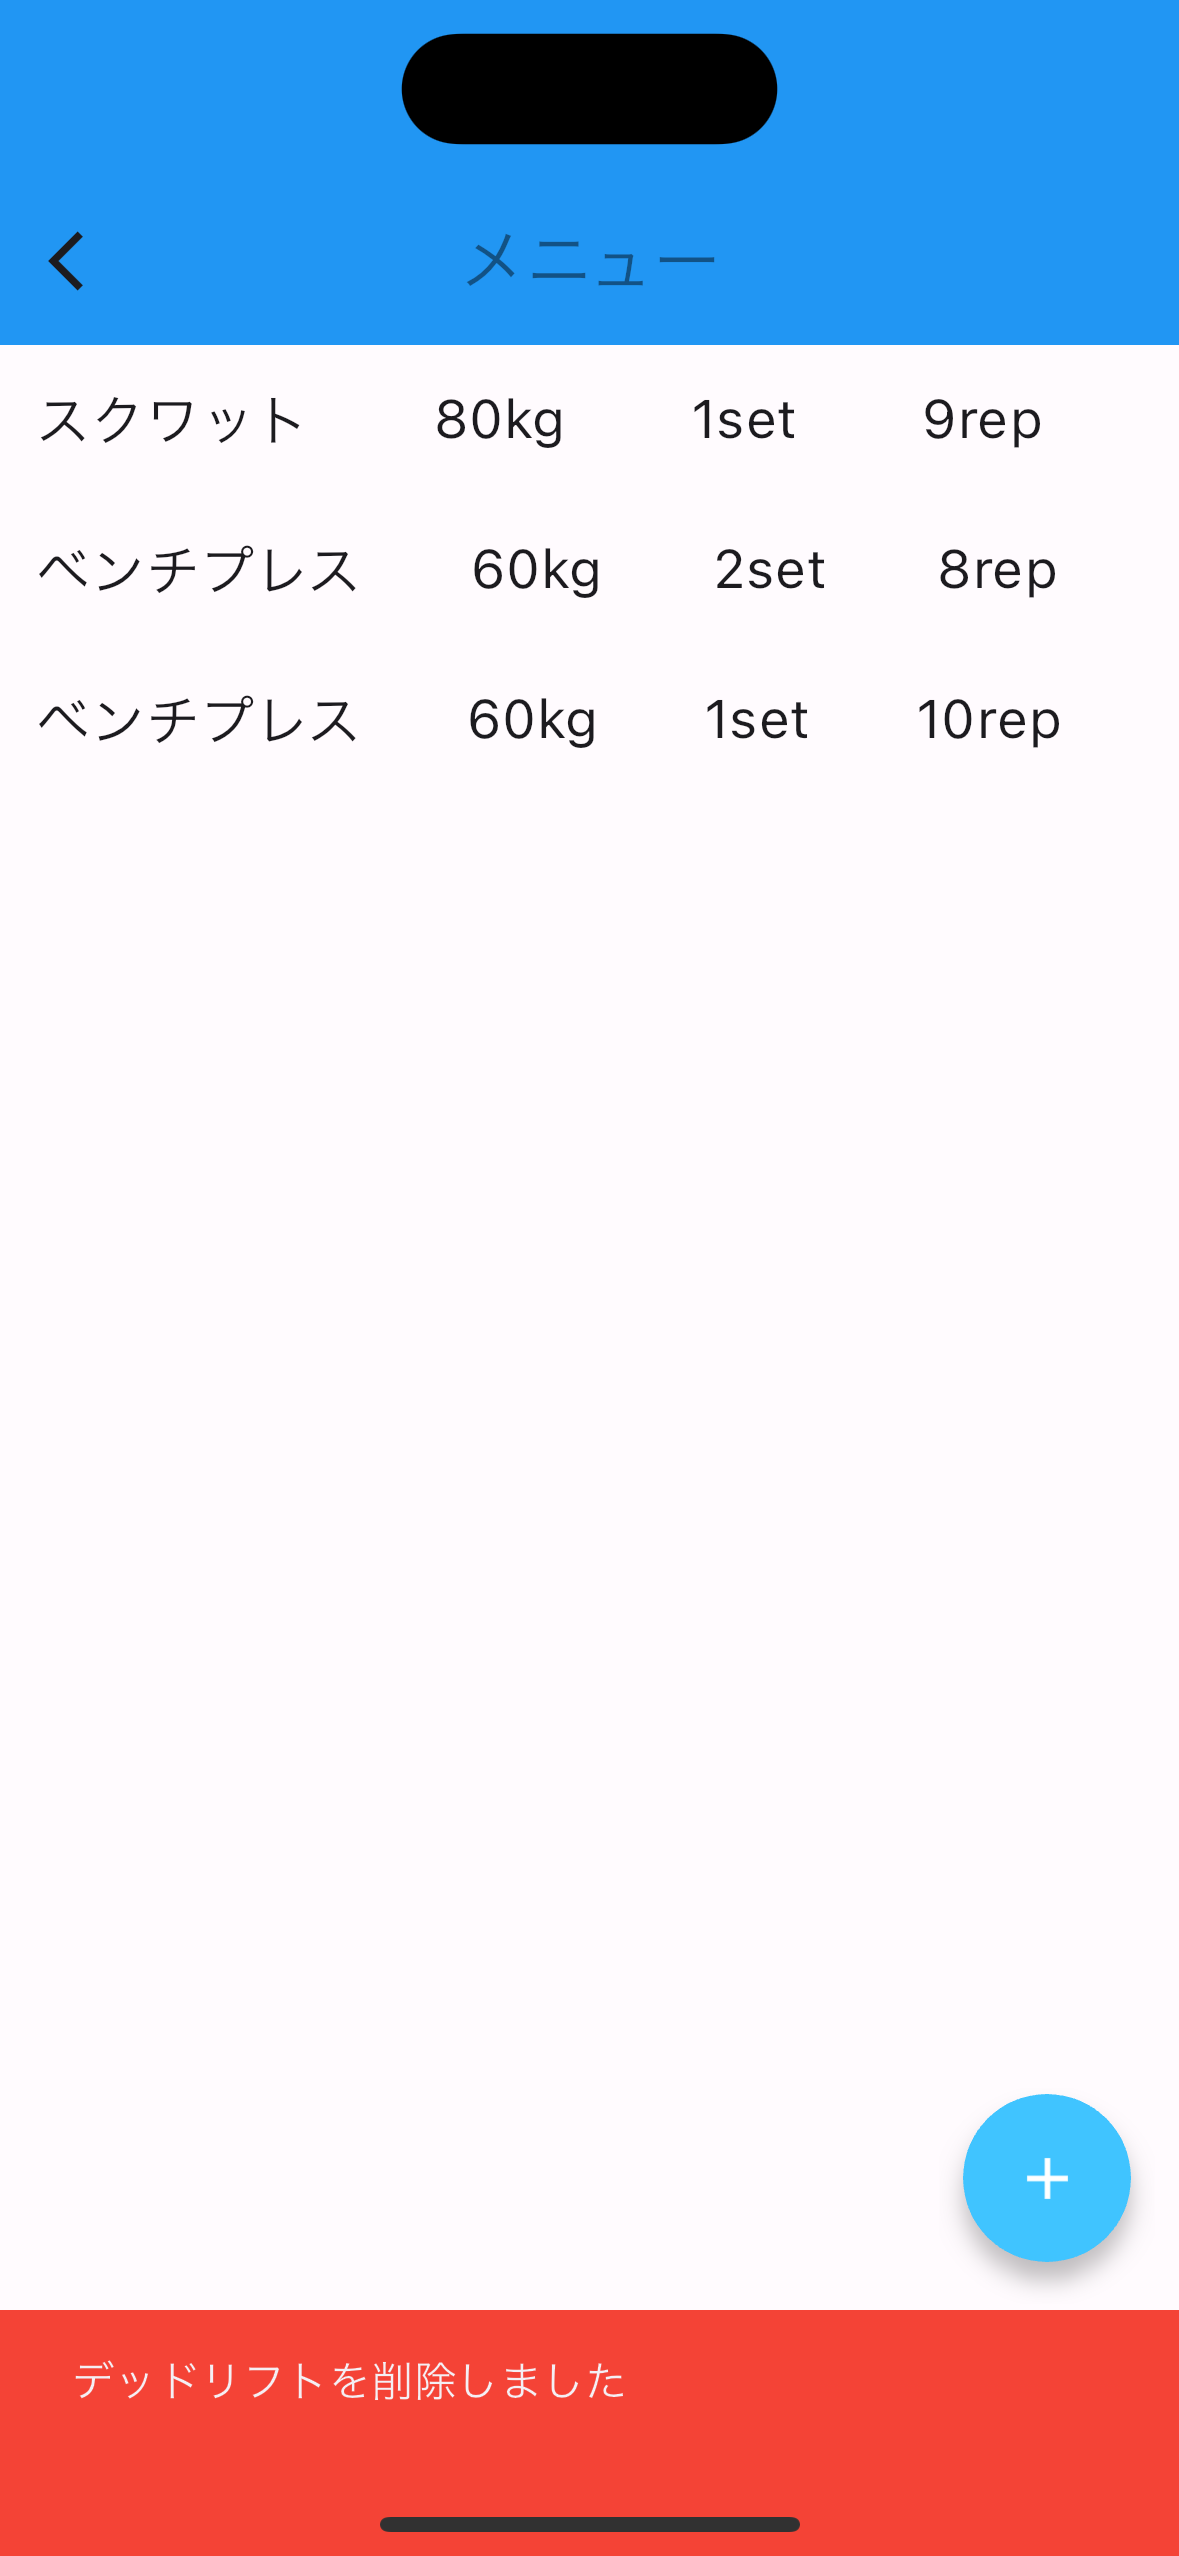 メニュー
スクワット 80kg 1set 9rep
ベンチプレス 60kg 2set 8rep
ベンチプレス 60kg 1set 10rep
デッドリフトを削除しました